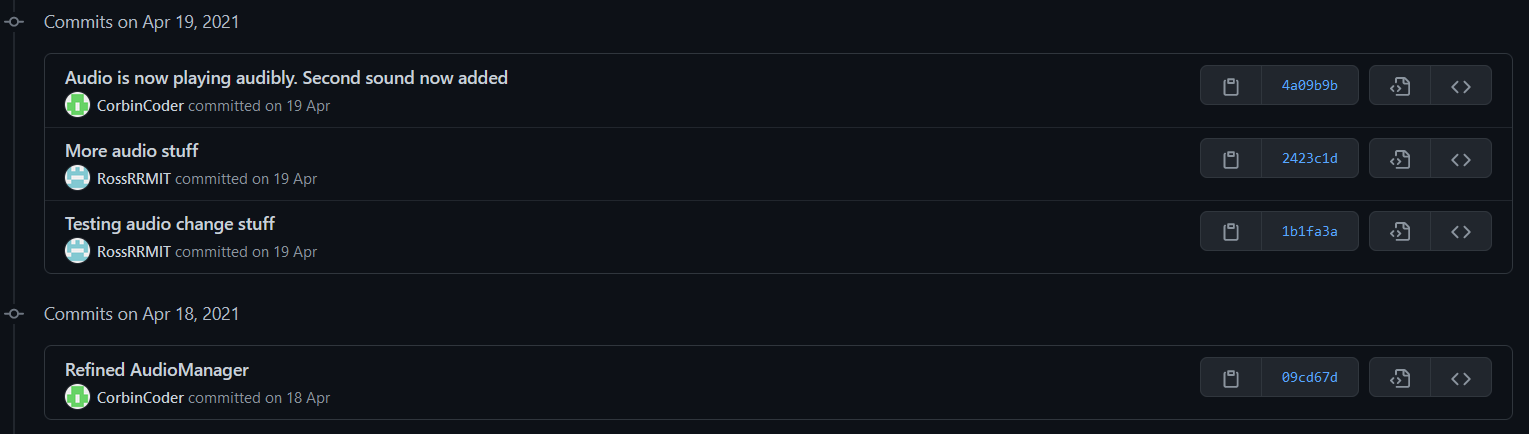 Commits on Apr 19, 2021
Audio is now playing audibly. Second sound now added
CorbinCoder committed on 19 Apr
4a09b9b
More audio stuff
RossRRMIT committed on 19 Apr
2423c1d
Testing audio change stuff
RossRRMIT committed on 19 Apr
1b1fa3a
Commits on Apr 18, 2021
Refined AudioManager
CorbinCoder committed on 18 Apr
09cd67d